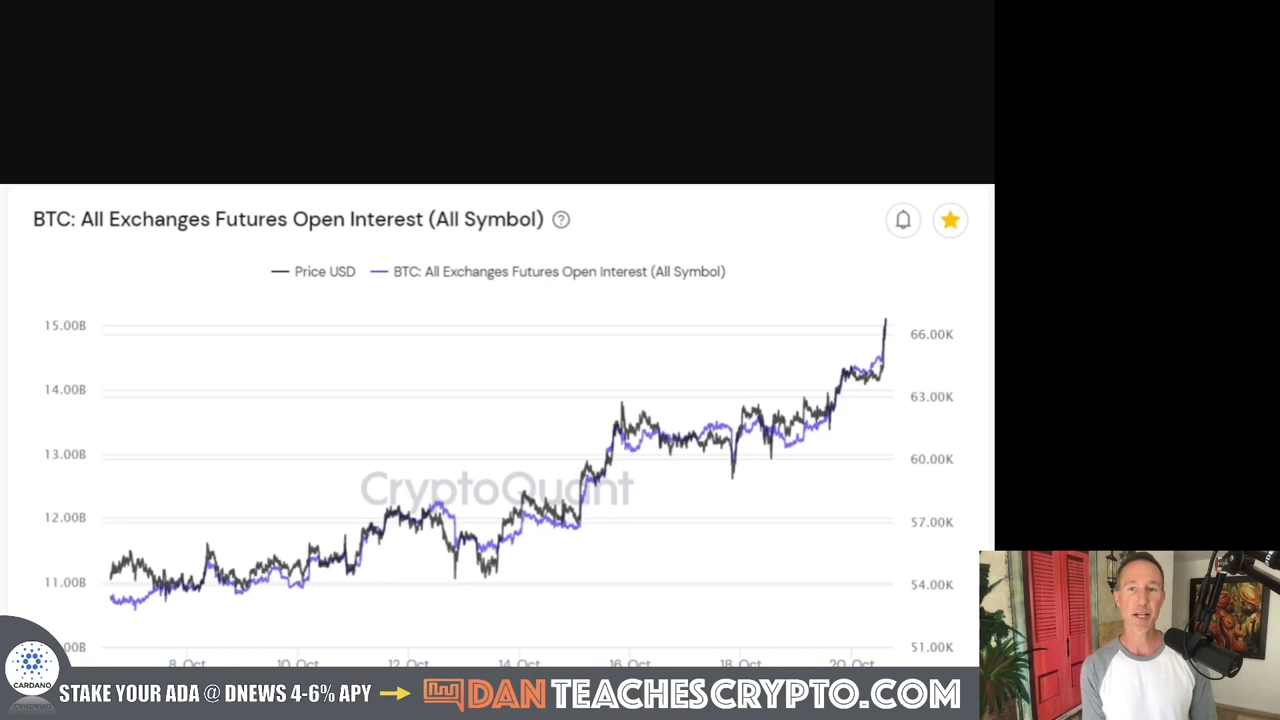 BTC: All Exchanges Futures Open Interest (All Symbol) ?
Price USD BTC: All Exchanges Futures Open Interest (All Symbol)
15.00B 66.00K
14.00B 63.00K
13.00B 60.00K
CryptoQuant
12.00B 57.00K
11.00B 54.00K
00B 51.00K
8 Oct 10 Oct 12 Oct 14 Oct 16 Oct 18 Oct 20 Oct
CARDANO
STAKE YOUR ADA @ DNEWS 4-6% APY
DANTEACHESCRYPTO.COM